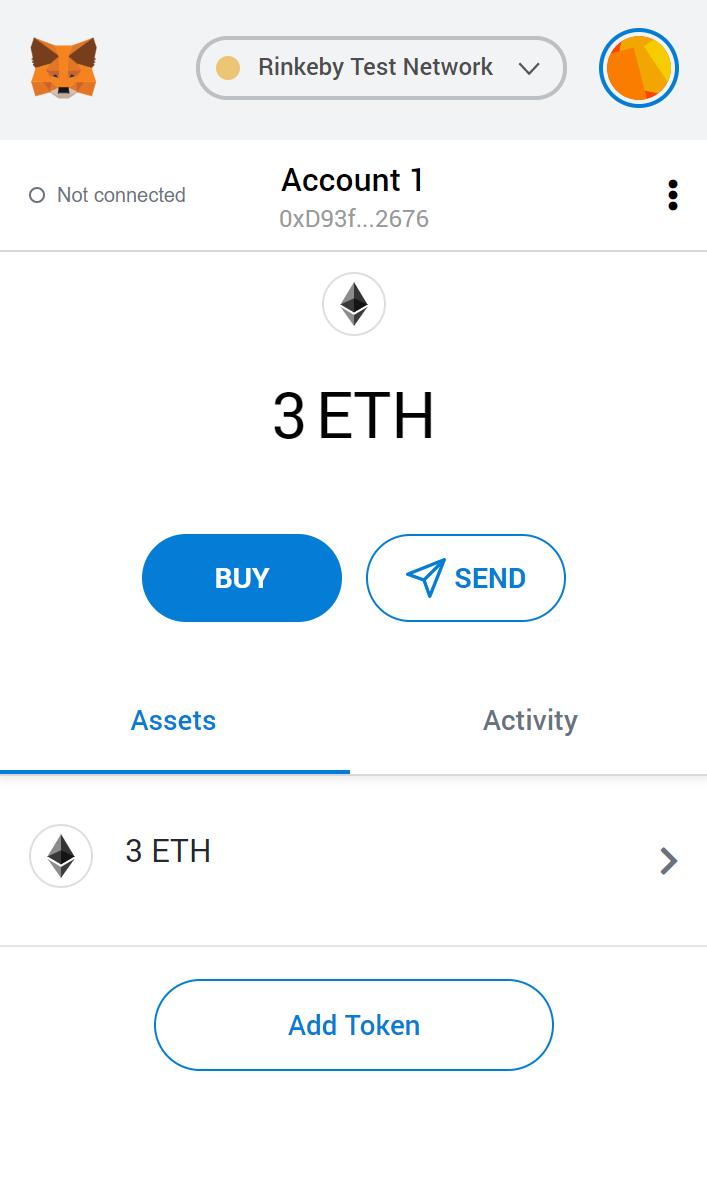 Rinkeby Test Network
Not connected
Account 1
0xD93f...2676
3 ETH
BUY
SEND
Assets
Activity
3 ETH
Add Token